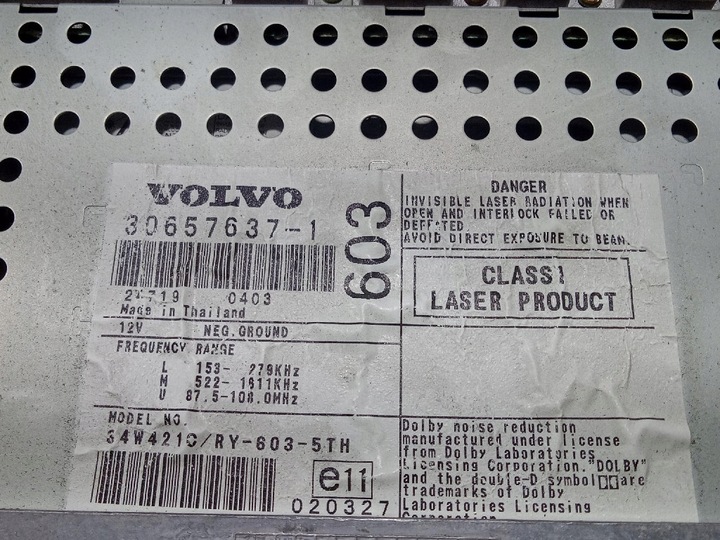 VOLVO
30657637-1
603
0403
Made in Thailand
12V NEG.GROUND
FREQUENCY RANGE
L 153- 279KHz
M 522- 1611KHz
U 87.5-108.0MHz
MODEL NO.
34W421C/RY-603-5TH
e11
020327
DANGER
INVISIBLE LASER RADIATION WHEN
OPEN AND INTERLOCK FAILED OR
DEFEATED
AVOID DIRECT EXPOSURE TO BEAM.
CLASS1
LASER PRODUCT
Dolby noise reduction
manufactured under license
from Dolby Laboratories
Licensing Corporation."DOLBY"
and the double-D symbol are
trademarks of Dolby
Laboratories Licensing
Corporation